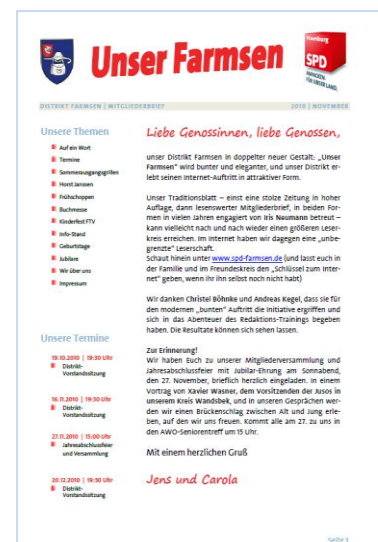 Unser Farmsen
Hamburg
SPD
ANPACKEN.
FÜR UNSER LAND.
DISTRIKT FARMSEN | MITGLIEDERBRIEF
2010 | NOVEMBER
Unsere Themen
Auf ein Wort
Termine
Sommerausgangsgrillen
Horst Janssen
Frühschoppen
Buchmesse
Kinderfest FTV
Info-Stand
Geburtstage
Jubilare
Wir über uns
Impressum
Unsere Termine
19.10.2010 | 19:30 Uhr
Distrikt-
Vorstandssitzung
16.11.2010 | 19:30 Uhr
Distrikt-
Vorstandssitzung
27.11.2010 | 15:00 Uhr
Jahresabschlussfeier
und Versammlung
20.12.2010 | 19:30 Uhr
Distrikt-
Vorstandssitzung
Liebe Genossinnen, liebe Genossen,
unser Distrikt Farmsen in doppelter neuer Gestalt: „Unser
Farmsen“ wird bunter und eleganter, und unser Distrikt er-
lebt seinen Internet-Auftritt in attraktiver Form.
Unser Traditionsblatt – einst eine stolze Zeitung in hoher
Auflage, dann lesenswerter Mitgliederbrief, in beiden For-
men in vielen Jahren engagiert von Iris Neumann betreut –
kann vielleicht nach und nach wieder einen größeren Leser-
kreis erreichen. Im Internet haben wir dagegen eine „unbe-
grenzte“ Leserschaft.
Schaut hinein unter www.spd-farmsen.de (und lasst euch in
der Familie und im Freundeskreis den „Schlüssel zum Inter-
net“ geben, wenn ihr ihn selbst noch nicht habt)
Wir danken Christel Böhnke und Andreas Kegel, dass sie für
den modernen „bunten“ Auftritt die Initiative ergriffen und
sich in das Abenteuer des Redaktions-Trainings begeben
haben. Die Resultate können sich sehen lassen.
Zur Erinnerung!
Wir haben Euch zu unserer Mitgliederversammlung und
Jahresabschlussfeier mit Jubilar-Ehrung am Sonnabend,
den 27. November, brieflich herzlich eingeladen. In einem
Vortrag von Xavier Wasner, dem Vorsitzenden der Jusos in
unserem Kreis Wandsbek, und in unseren Gesprächen wer-
den wir einen Brückenschlag zwischen Alt und Jung erle-
ben, auf den wir uns freuen. Kommt alle am 27. zu uns in
den AWO-Seniorentreff um 15 Uhr.
Mit einem herzlichen Gruß
Jens und Carola
Seite 1